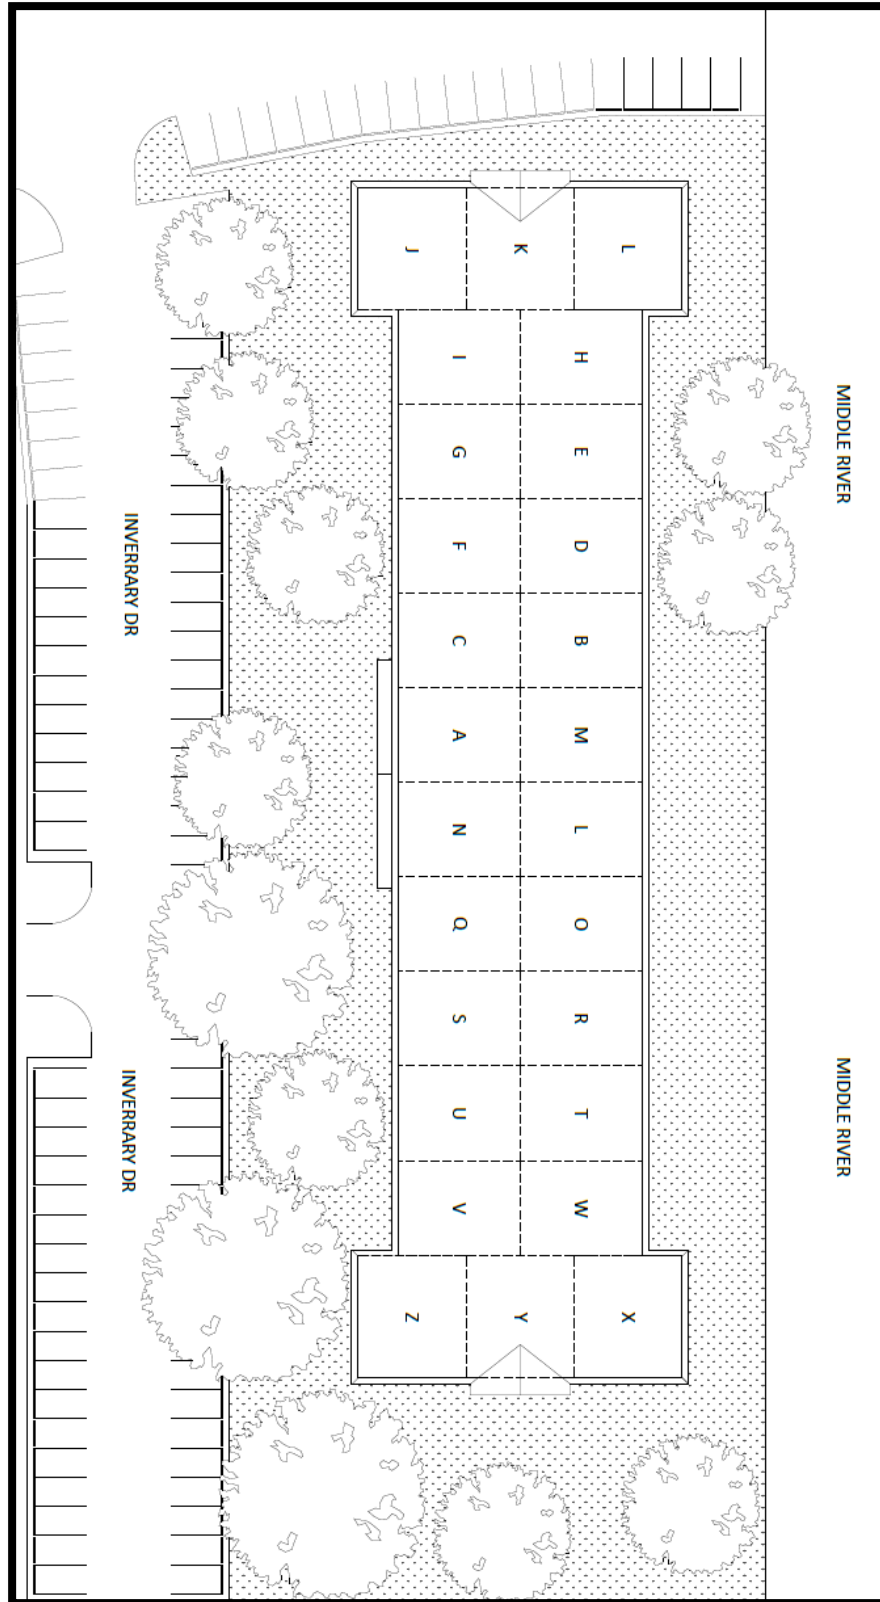 J K L
I H
G E
F D
C B
A M
N L
Q O
S R
U T
V W
Z Y X
INVERRARY DR
INVERRARY DR
MIDDLE RIVER
MIDDLE RIVER